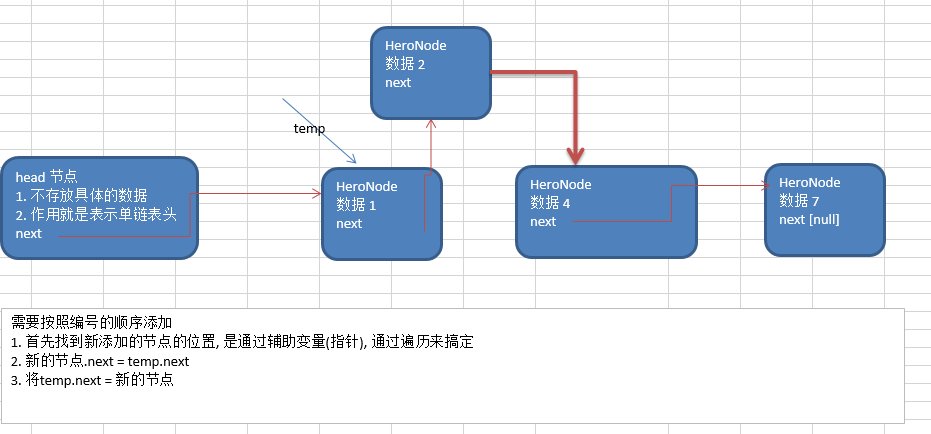 HeroNode
数据 2
next
temp
head 节点
1. 不存放具体的数据
2. 作用就是表示单链表头
next
HeroNode
数据 1
next
HeroNode
数据 4
next
HeroNode
数据 7
next [null]
需要按照编号的顺序添加
1. 首先找到新添加的节点的位置, 是通过辅助变量(指针), 通过遍历来搞定
2. 新的节点.next = temp.next
3. 将temp.next = 新的节点